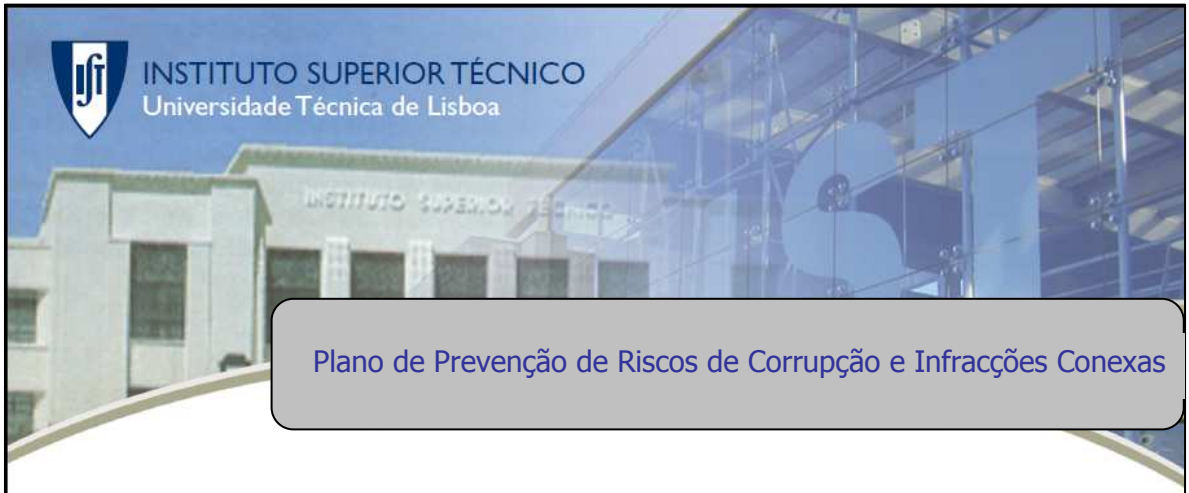 INSTITUTO SUPERIOR TÉCNICO
Universidade Técnica de Lisboa
INSTITUTO SUPERIOR TÉCNICO
Plano de Prevenção de Riscos de Corrupção e Infracções Conexas